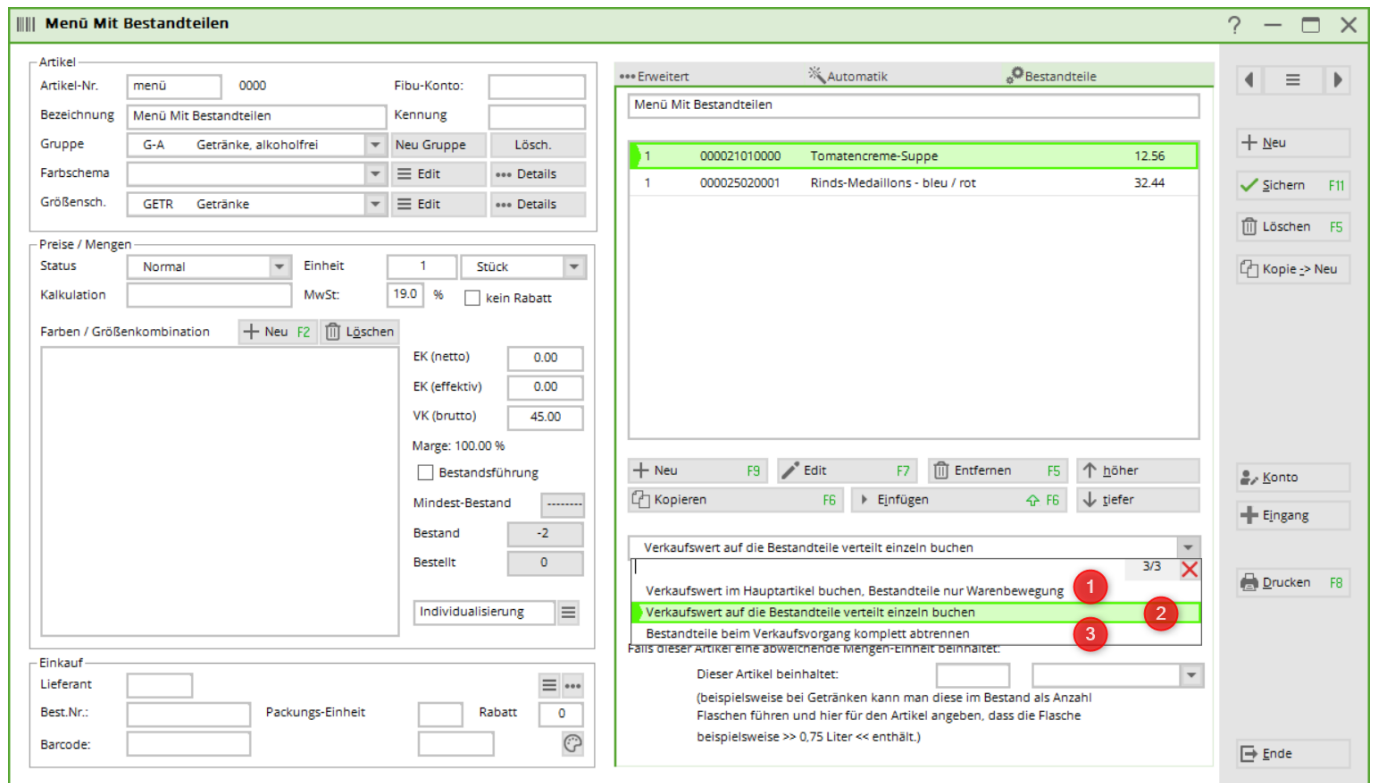 Menü Mit Bestandteilen
Artikel
Artikel-Nr. menü 0000 Fibu-Konto:
Bezeichnung Menü Mit Bestandteilen Kennung
Gruppe G-A Getränke, alkoholfrei Neu Gruppe Lösch.
Farbschema Edit Details
Größensch. GETR Getränke Edit Details
Preise / Mengen
Status Normal Einheit 1 Stück
Kalkulation MwSt: 19.0 % kein Rabatt
Farben / Größenkombination Neu F2 Löschen
EK (netto) 0.00
EK (effektiv) 0.00
VK (brutto) 45.00
Marge: 100.00 %
Bestandsführung
Mindest-Bestand --------
Bestand -2
Bestellt 0
Individualisierung
Einkauf
Lieferant
Best.Nr.: Packungs-Einheit Rabatt 0
Barcode:
Erweitert Automatik Bestandteile
Menü Mit Bestandteilen
1 000021010000 Tomatencreme-Suppe 12.56
1 000025020001 Rinds-Medaillons - bleu / rot 32.44
Neu F9 Edit F7 Entfernen F5 höher
Kopieren F6 Einfügen F6 tiefer
Verkaufswert auf die Bestandteile verteilt einzeln buchen
3/3
Verkaufswert im Hauptartikel buchen, Bestandteile nur Warenbewegung 1
Verkaufswert auf die Bestandteile verteilt einzeln buchen 2
Bestandteile beim Verkaufsvorgang komplett abtrennen 3
Falls dieser Artikel eine abweichende Mengen-Einheit beinhaltet:
Dieser Artikel beinhaltet:
(beispielsweise bei Getränken kann man diese im Bestand als Anzahl
Flaschen führen und hier für den Artikel angeben, dass die Flasche
beispielsweise >> 0,75 Liter << enthält.)
?
Neu
Sichern F11
Löschen F5
Kopie -> Neu
Konto
Eingang
Drucken F8
Ende